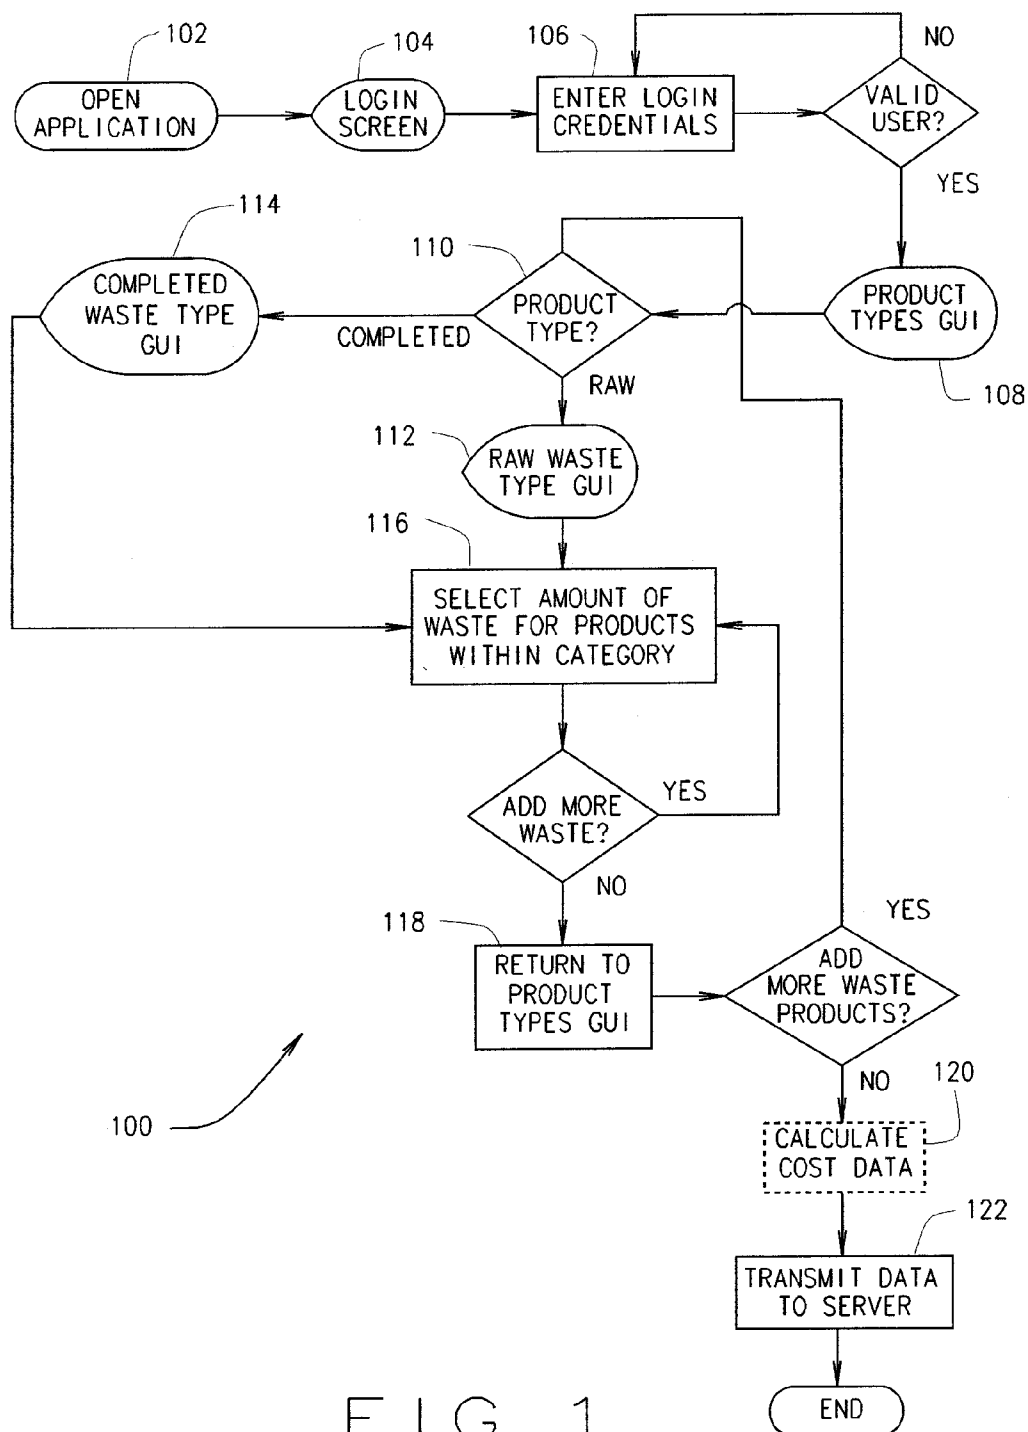 102
OPEN
APPLICATION
104
LOGIN
SCREEN
106
ENTER LOGIN
CREDENTIALS
NO
VALID
USER?
YES
114
COMPLETED
WASTE TYPE
GUI
COMPLETED
110
PRODUCT
TYPE?
RAW
PRODUCT
TYPES GUI
108
112
RAW WASTE
TYPE GUI
116
SELECT AMOUNT OF
WASTE FOR PRODUCTS
WITHIN CATEGORY
ADD MORE
WASTE?
YES
NO
118
RETURN TO
PRODUCT
TYPES GUI
YES
ADD
MORE WASTE
PRODUCTS?
NO
100
120
CALCULATE
COST DATA
122
TRANSMIT DATA
TO SERVER
END
FIG 1